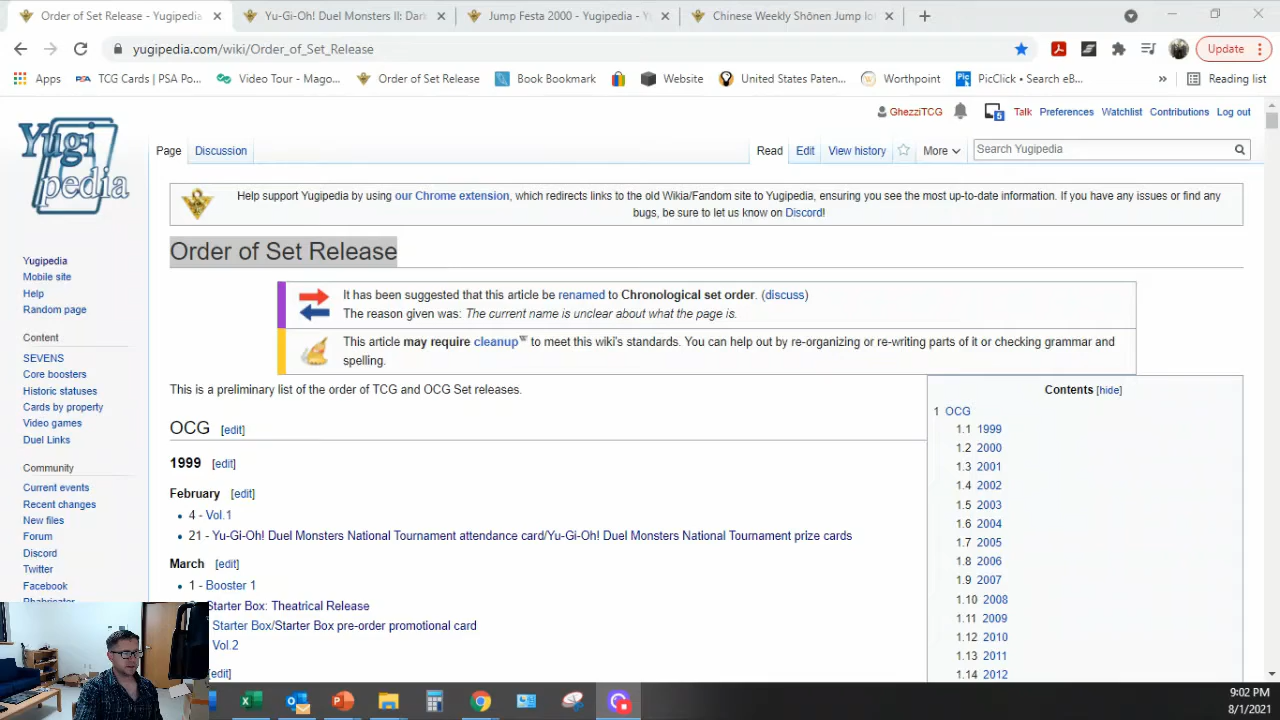 Order of Set Release - Yugipedia
Yu-Gi-Oh! Duel Monsters II: Dark
Jump Festa 2000 - Yugipedia - Y
Chinese Weekly Shōnen Jump
yugipedia.com/wiki/Order_of_Set_Release
Update
Apps
TCG Cards | PSA Po...
Video Tour - Mago...
Order of Set Release
Book Bookmark
Website
United States Paten...
Worthpoint
PicClick • Search eB...
»
Reading list
Yugi
pedia
GhezziTCG
5
Talk
Preferences
Watchlist
Contributions
Log out
Page
Discussion
Read
Edit
View history
More
Search Yugipedia
Help support Yugipedia by using our Chrome extension, which redirects links to the old Wikia/Fandom site to Yugipedia, ensuring you see the most up-to-date information. If you have any issues or find any
bugs, be sure to let us know on Discord!
Order of Set Release
It has been suggested that this article be renamed to Chronological set order. (discuss)
The reason given was: The current name is unclear about what the page is.
This article may require cleanup to meet this wiki's standards. You can help out by re-organizing or re-writing parts of it or checking grammar and
spelling.
This is a preliminary list of the order of TCG and OCG Set releases.
OCG [edit]
1999 [edit]
February [edit]
• 4 - Vol.1
• 21 - Yu-Gi-Oh! Duel Monsters National Tournament attendance card/Yu-Gi-Oh! Duel Monsters National Tournament prize cards
March [edit]
• 1 - Booster 1
Starter Box: Theatrical Release
Starter Box/Starter Box pre-order promotional card
Vol.2
[edit]
Contents [hide]
1 OCG
1.1 1999
1.2 2000
1.3 2001
1.4 2002
1.5 2003
1.6 2004
1.7 2005
1.8 2006
1.9 2007
1.10 2008
1.11 2009
1.12 2010
1.13 2011
1.14 2012
Yugipedia
Mobile site
Help
Random page
Content
SEVENS
Core boosters
Historic statuses
Cards by property
Video games
Duel Links
Community
Current events
Recent changes
New files
Forum
Discord
Twitter
Facebook
Phabricator
9:02 PM
8/1/2021